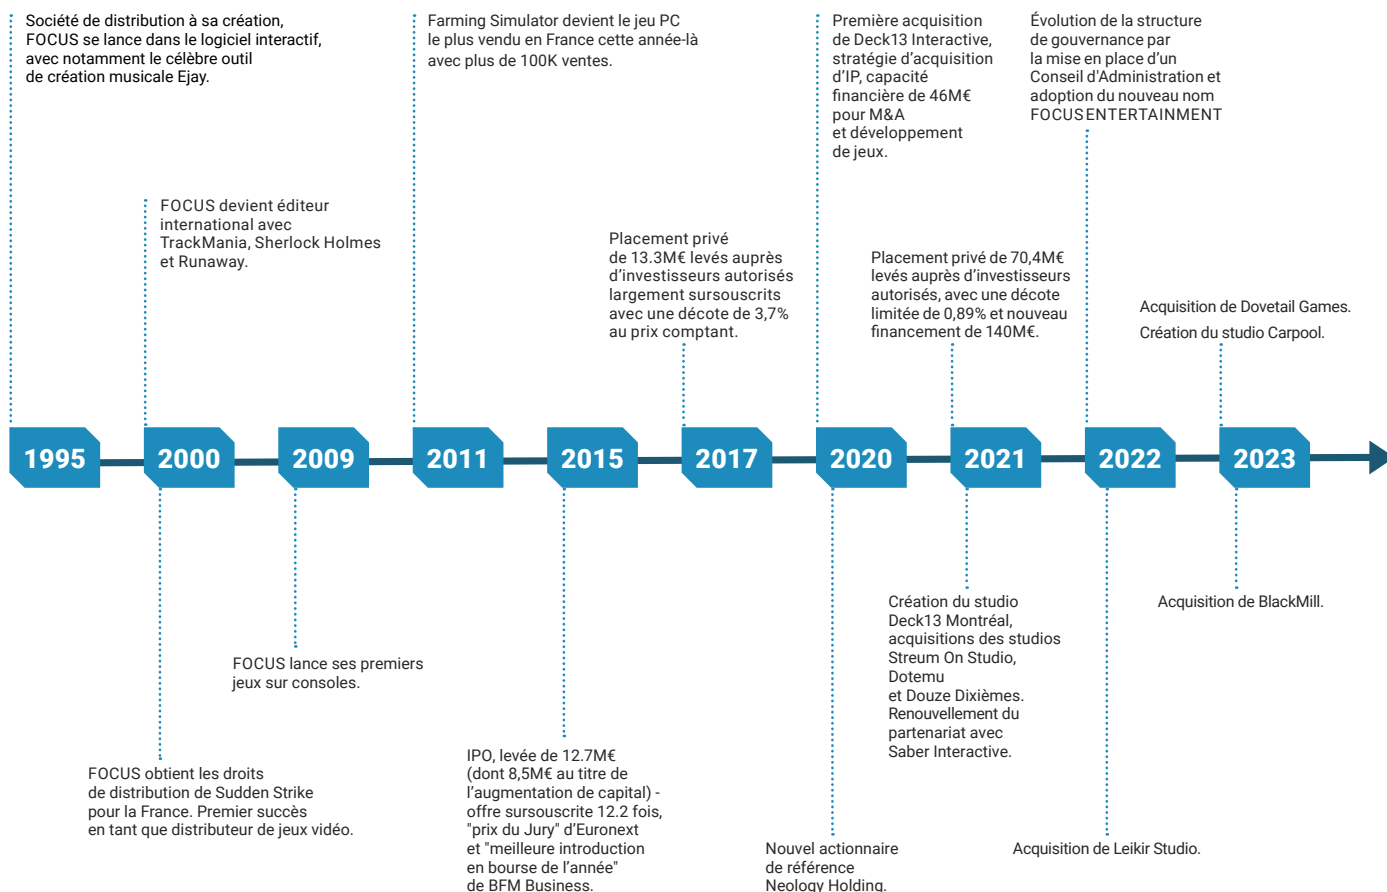 Société de distribution à sa création,
FOCUS se lance dans le logiciel interactif,
avec notamment le célèbre outil
de création musicale Ejay.
Farming Simulator devient le jeu PC
le plus vendu en France cette année-là
avec plus de 100K ventes.
Première acquisition
de Deck13 Interactive,
stratégie d'acquisition
d'IP, capacité
financière de 46M€
pour M&A
et développement
de jeux.
Évolution de la structure
de gouvernance par
la mise en place d'un
Conseil d'Administration et
adoption du nouveau nom
FOCUS ENTERTAINMENT
FOCUS devient éditeur
international avec
TrackMania, Sherlock Holmes
et Runaway.
Placement privé
de 13.3M€ levés auprès
d'investisseurs autorisés
largement sursouscrits
avec une décote de 3,7%
au prix comptant.
Placement privé de 70,4M€
levés auprès d'investisseurs
autorisés, avec une décote
limitée de 0,89% et nouveau
financement de 140M€.
Acquisition de Dovetail Games.
Création du studio Carpool.
1995
2000
2009
2011
2015
2017
2020
2021
2022
2023
FOCUS obtient les droits
de distribution de Sudden Strike
pour la France. Premier succès
en tant que distributeur de jeux vidéo.
FOCUS lance ses premiers
jeux sur consoles.
IPO, levée de 12.7M€
(dont 8,5M€ au titre de
l'augmentation de capital) -
offre sursouscrite 12.2 fois,
"prix du Jury" d'Euronext
et "meilleure introduction
en bourse de l'année"
de BFM Business.
Nouvel actionnaire
de référence
Neology Holding.
Création du studio
Deck13 Montréal,
acquisitions des studios
Streum On Studio,
Dotemu
et Douze Dixièmes.
Renouvellement du
partenariat avec
Saber Interactive.
Acquisition de Leikir Studio.
Acquisition de BlackMill.